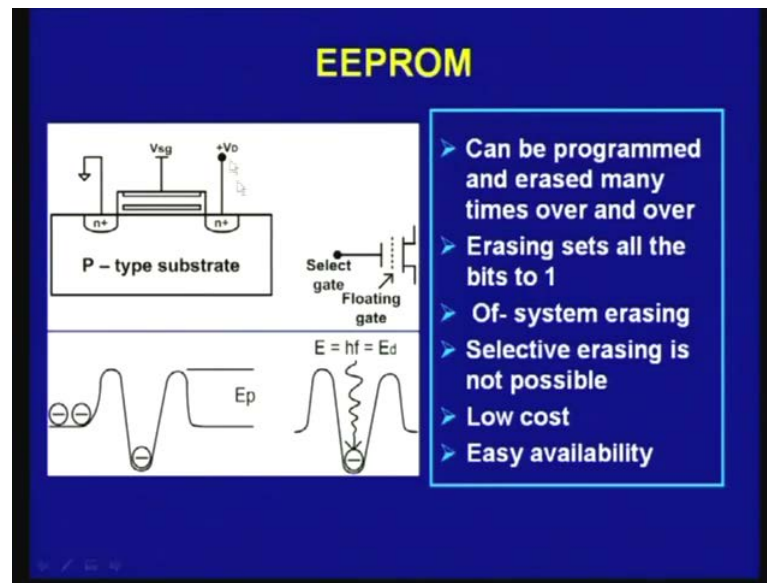 EEPROM
Vsg
+VD
n+
n+
P – type substrate
Select
gate
Floating
gate
E = hf = Ed
Ep
Can be programmed
and erased many
times over and over
Erasing sets all the
bits to 1
Of- system erasing
Selective erasing is
not possible
Low cost
Easy availability